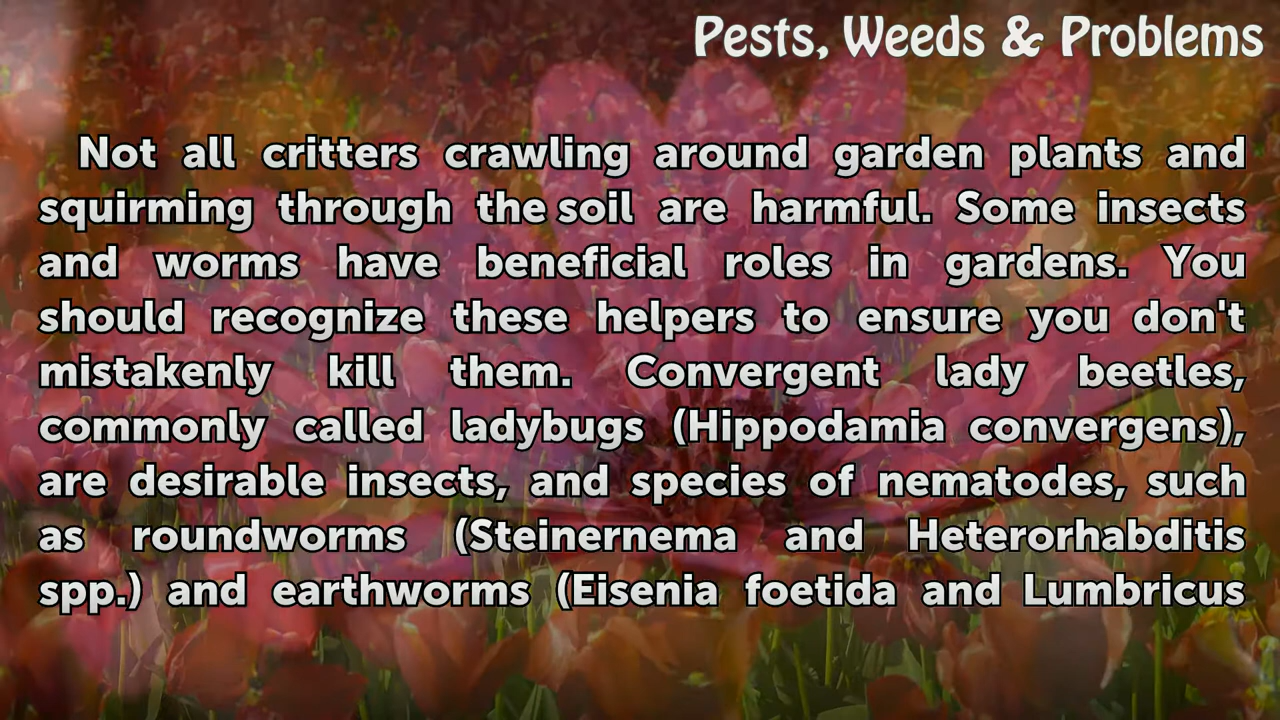 Pests, Weeds & Problems
Not all critters crawling around garden plants and
squirming through the soil are harmful. Some insects
and worms have beneficial roles in gardens. You
should recognize these helpers to ensure you don't
mistakenly kill them. Convergent lady beetles,
commonly called ladybugs (Hippodamia convergens),
are desirable insects, and species of nematodes, such
as roundworms (Steinernema and Heterorhabditis
spp.) and earthworms (Eisenia foetida and Lumbricus